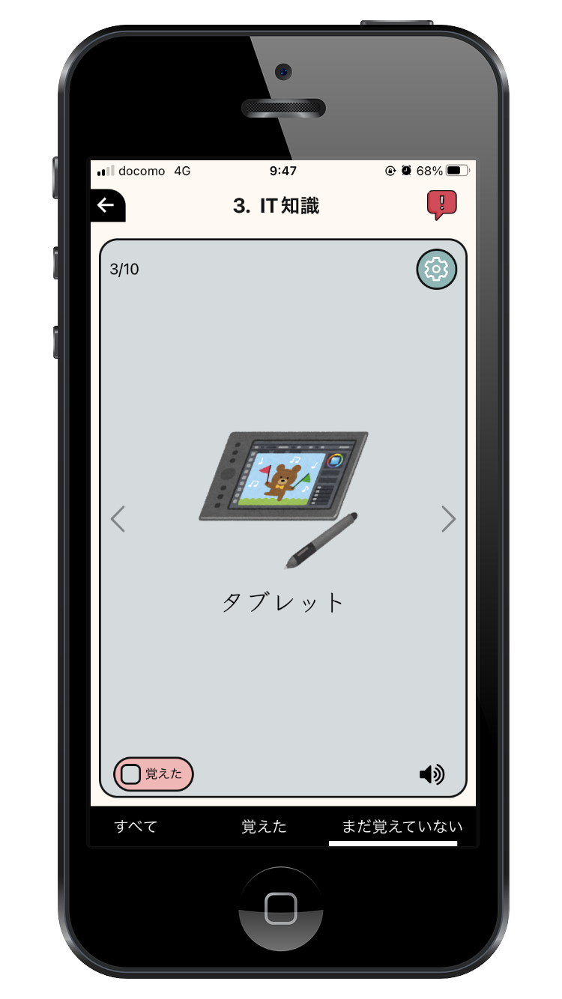 docomo 4G 9:47 68%
3. IT知識
3/10
タブレット
覚えた
すべて 覚えた まだ覚えていない